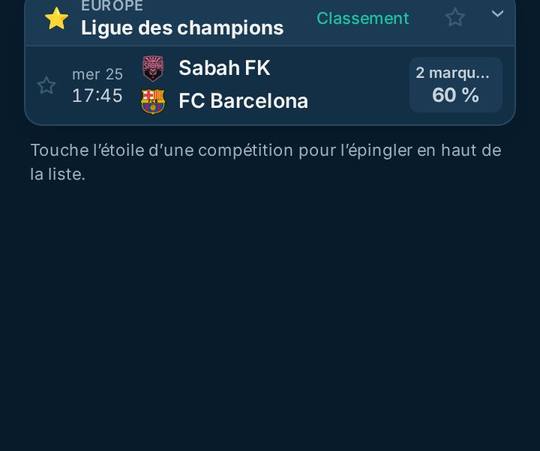 EUROPE
Ligue des champions
Classement
mer 25
17:45
Sabah FK
FC Barcelona
2 marqu...
60 %
Touche l’étoile d’une compétition pour l’épingler en haut de
la liste.